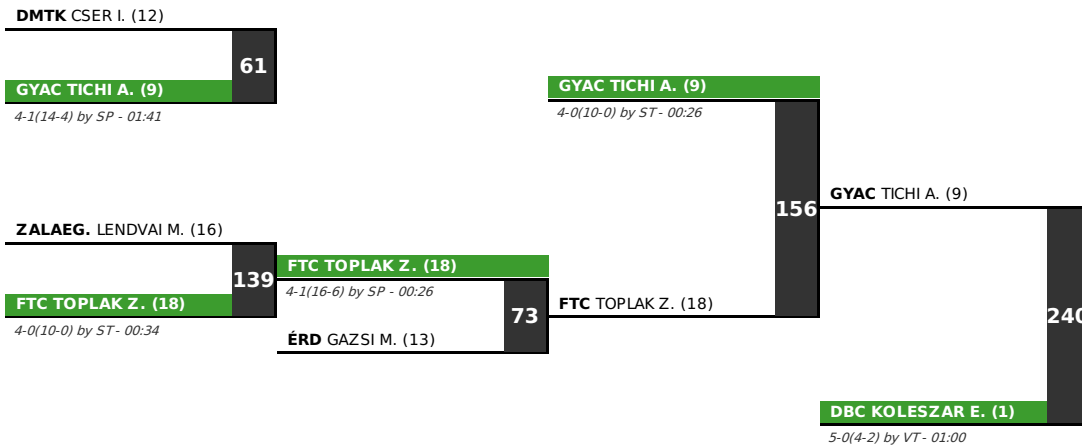 DMTK CSER I. (12)
61
GYAC TICHI A. (9)
4-1(14-4) by SP - 01:41
ZALAEG. LENDVAI M. (16)
139
FTC TOPLAK Z. (18)
4-0(10-0) by ST - 00:34
FTC TOPLAK Z. (18)
4-1(16-6) by SP - 00:26
73
ÉRD GAZSI M. (13)
GYAC TICHI A. (9)
4-0(10-0) by ST - 00:26
156
FTC TOPLAK Z. (18)
GYAC TICHI A. (9)
240
DBC KOLESZAR E. (1)
5-0(4-2) by VT - 01:00